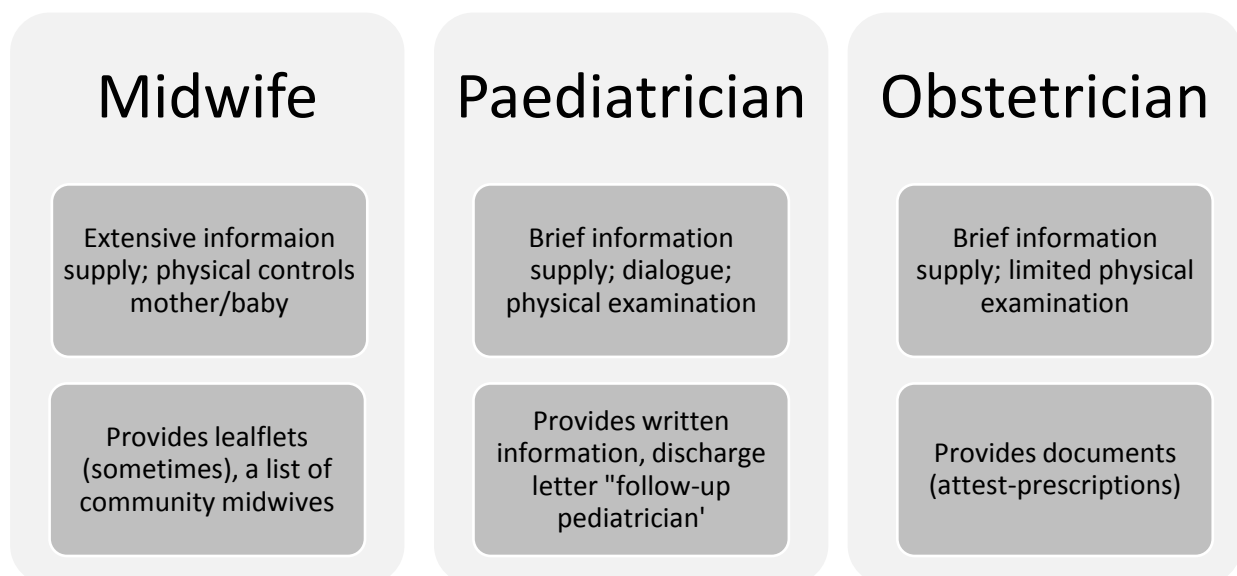 Midwife
Extensive informaion
supply; physical controls
mother/baby
Provides lealflets
(sometimes), a list of
community midwives
Paediatrician
Brief information
supply; dialogue;
physical examination
Provides written
information, discharge
letter "follow-up
pediatrician'
Obstetrician
Brief information
supply; limited physical
examination
Provides documents
(attest-prescriptions)